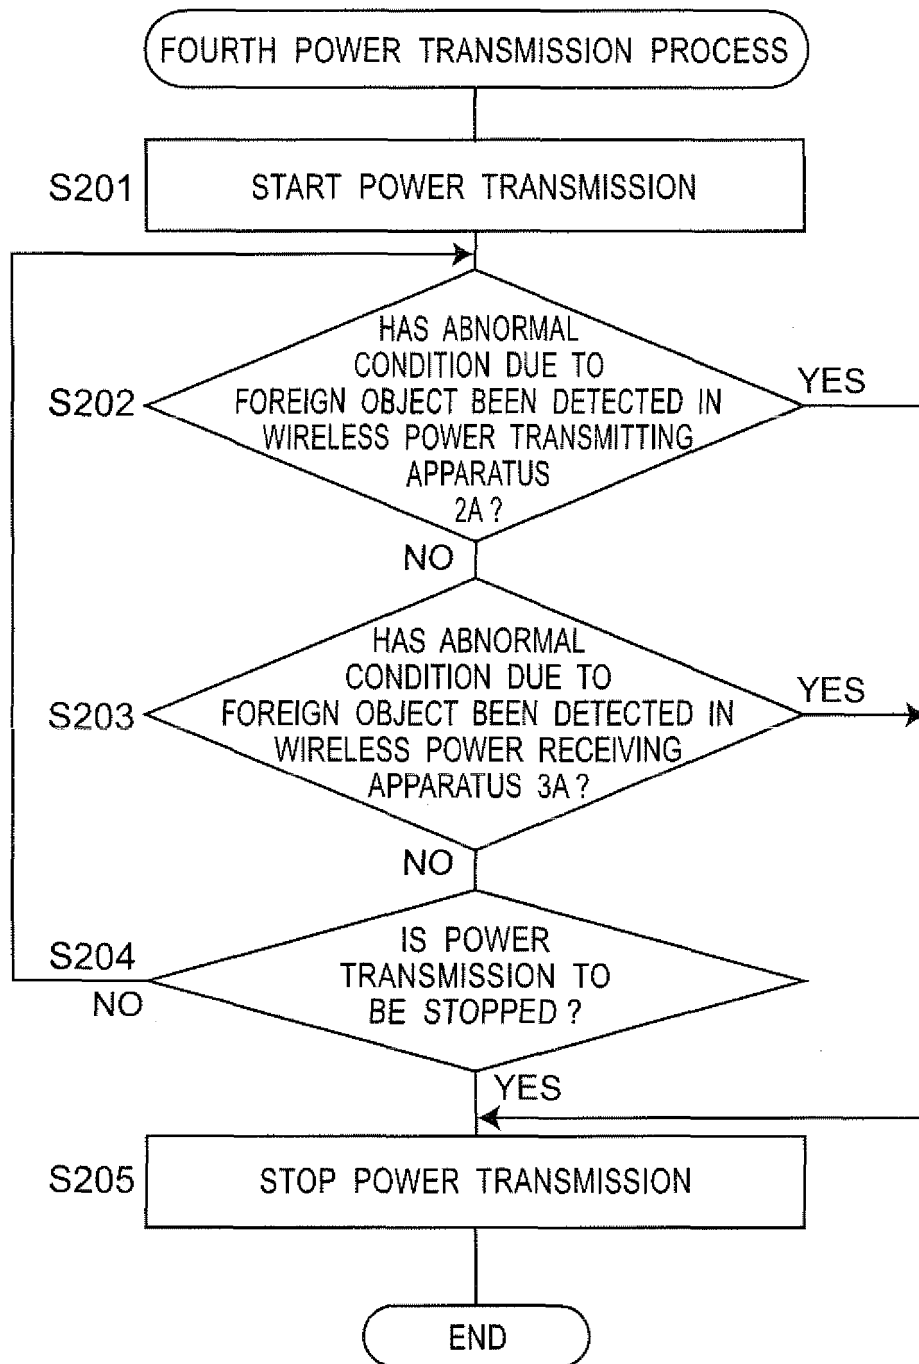 FOURTH POWER TRANSMISSION PROCESS
S201
START POWER TRANSMISSION
HAS ABNORMAL
CONDITION DUE TO
FOREIGN OBJECT BEEN DETECTED IN
WIRELESS POWER TRANSMITTING
APPARATUS
2A?
S202
YES
NO
HAS ABNORMAL
CONDITION DUE TO
FOREIGN OBJECT BEEN DETECTED IN
WIRELESS POWER RECEIVING
APPARATUS 3A?
S203
YES
NO
IS POWER
TRANSMISSION TO
BE STOPPED?
S204
NO
YES
S205
STOP POWER TRANSMISSION
END